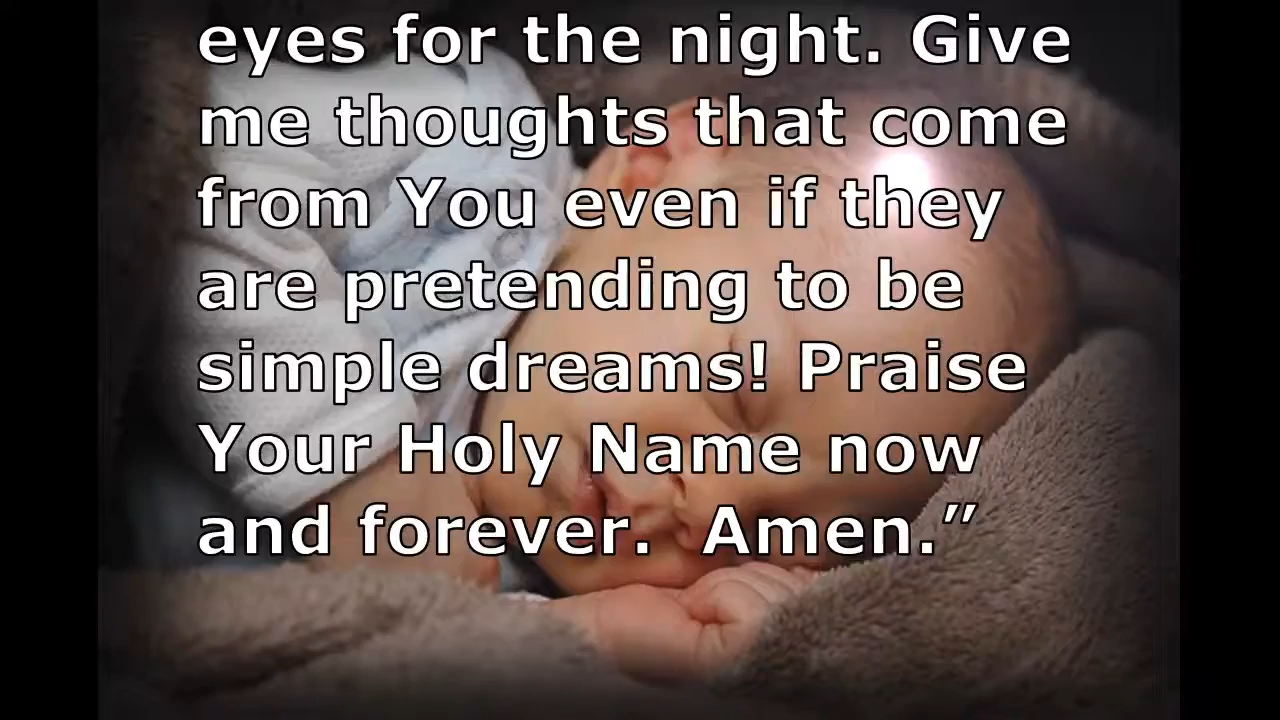 eyes for the night. Give
me thoughts that come
from You even if they
are pretending to be
simple dreams! Praise
Your Holy Name now
and forever.  Amen.”